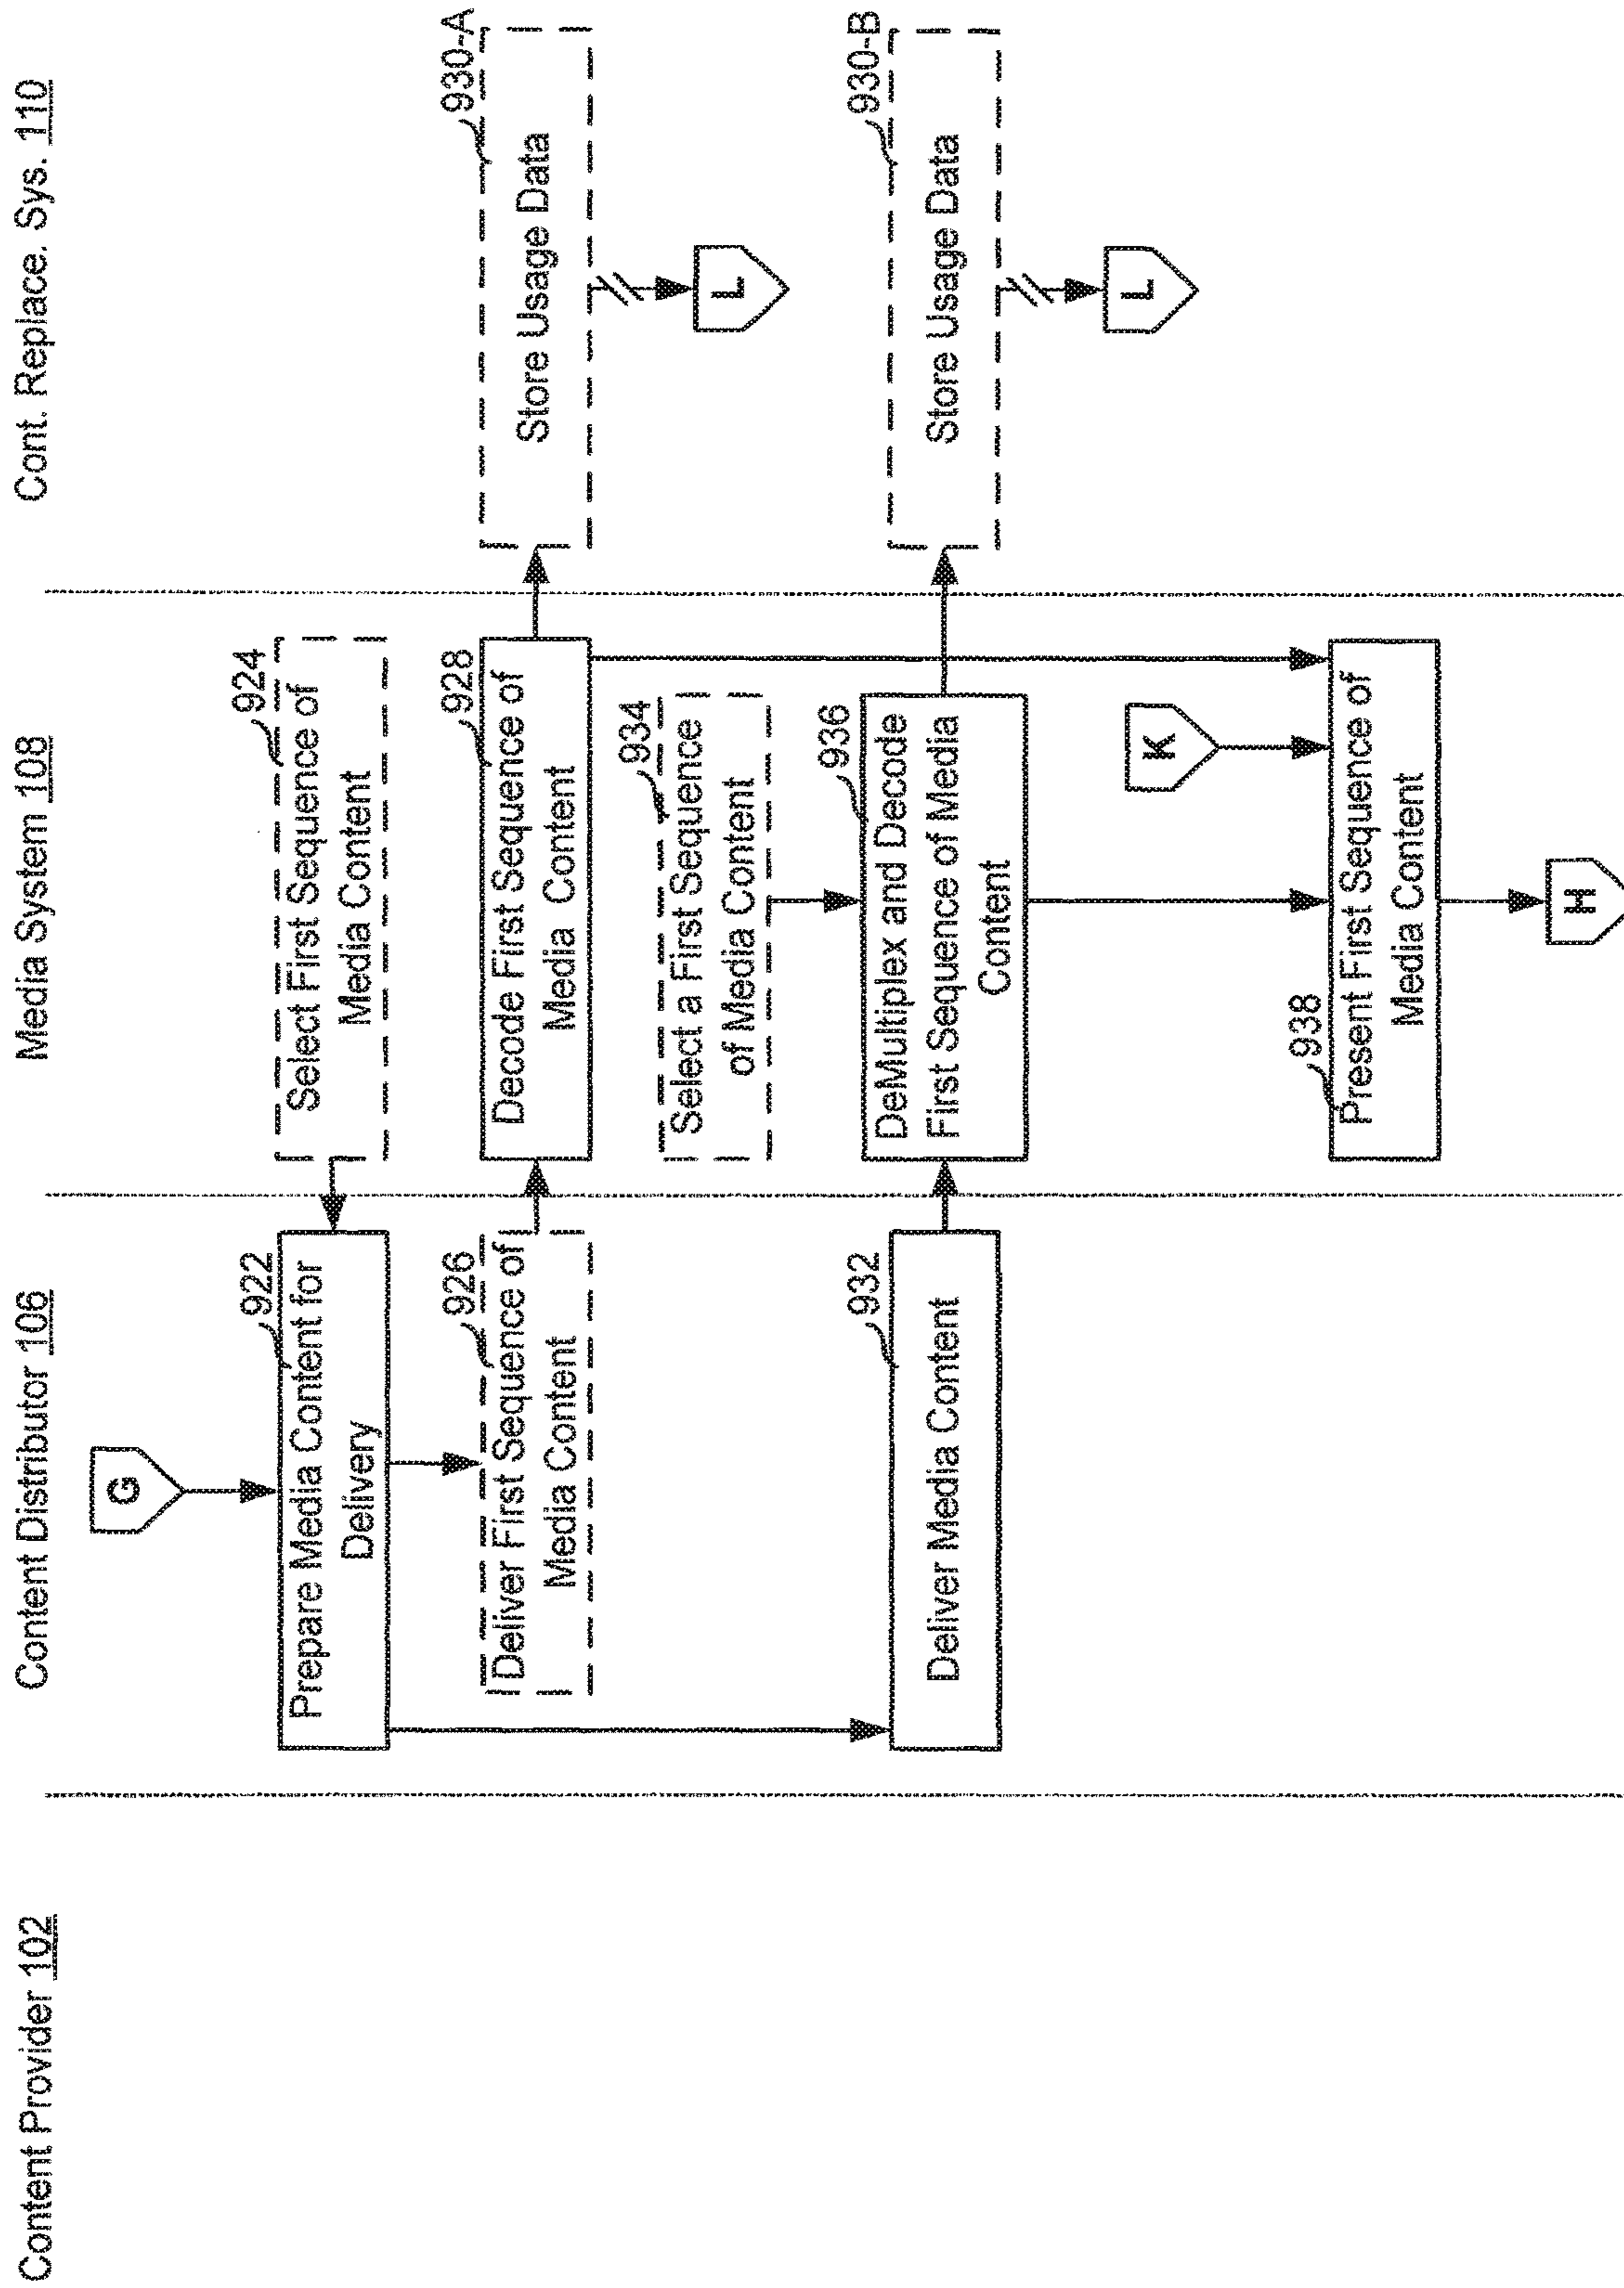 Content Provider 102
Content Distributor 106
Media System 108
Cont. Replace. Sys. 110
G
922
Prepare Media Content for
Delivery
924
Select First Sequence of
Media Content
926
Deliver First Sequence of
Media Content
928
Decode First Sequence of
Media Content
930-A
Store Usage Data
L
934
Select a First Sequence
of Media Content
932
Deliver Media Content
936
DeMultiplex and Decode
First Sequence of Media
Content
930-B
Store Usage Data
L
K
938
Present First Sequence of
Media Content
H